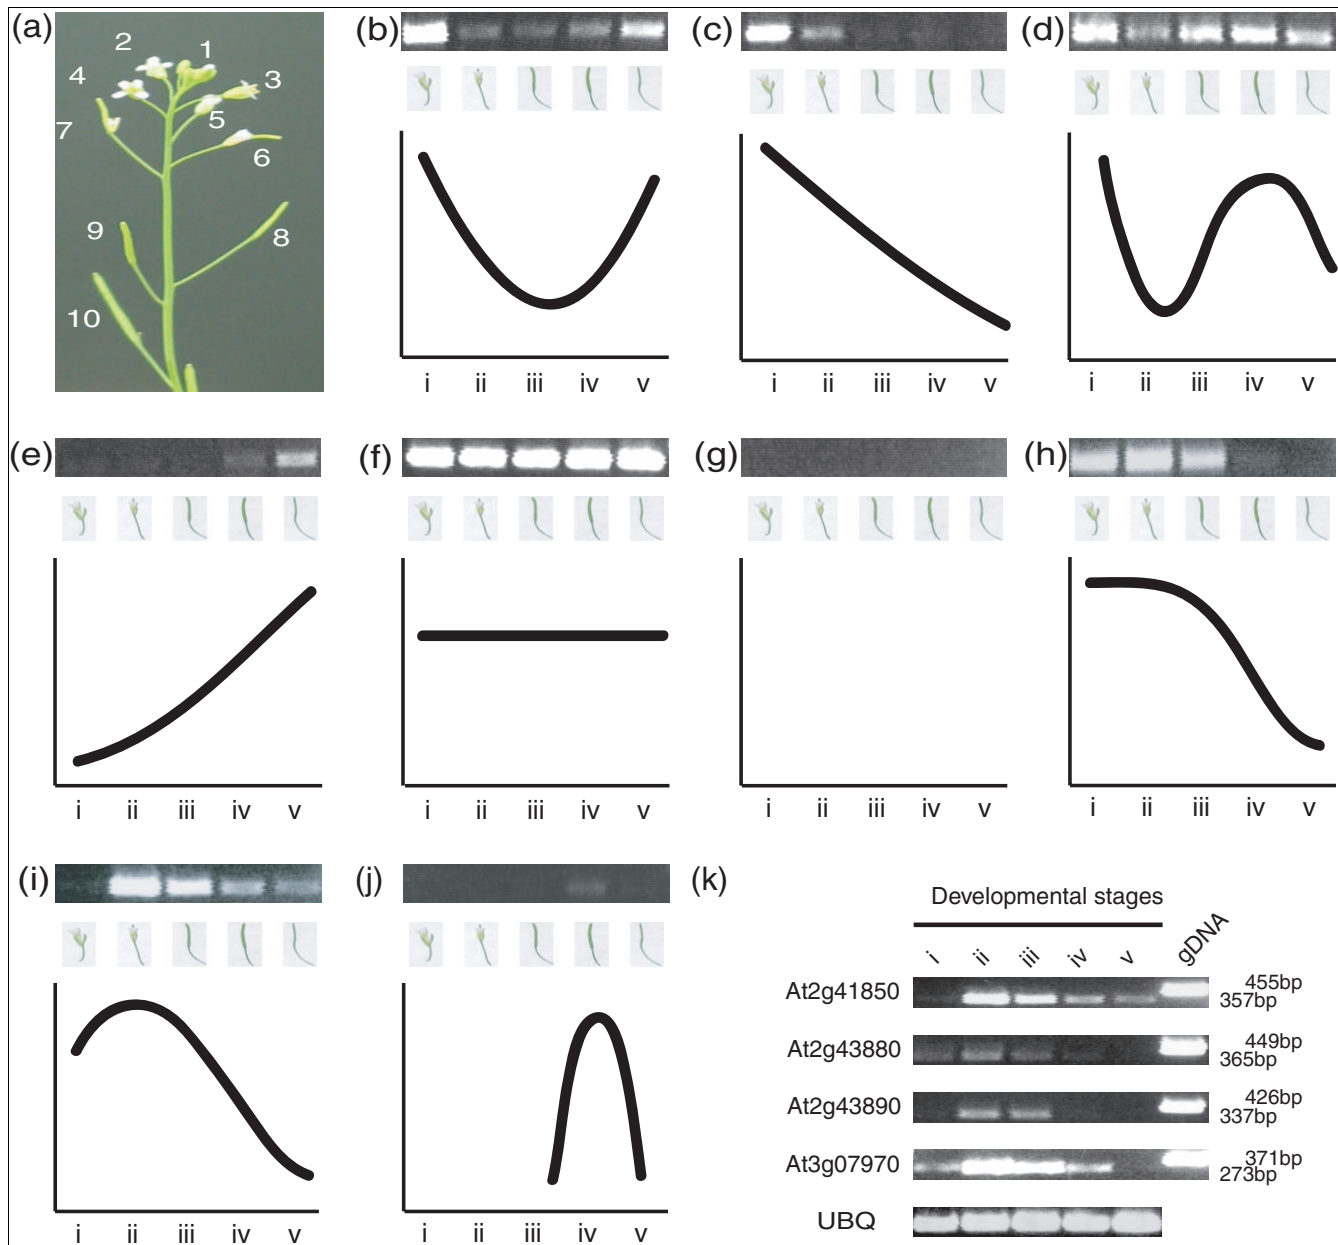 (a)
2
1
4
3
5
7
6
9
8
10
(b)
i ii iii iv v
(c)
i ii iii iv v
(d)
i ii iii iv v
(e)
i ii iii iv v
(f)
i ii iii iv v
(g)
i ii iii iv v
(h)
i ii iii iv v
(i)
i ii iii iv v
(j)
i ii iii iv v
(k)
Developmental stages
i ii iii iv v gDNA
At2g41850 455bp
357bp
At2g43880 449bp
365bp
At2g43890 426bp
337bp
At3g07970 371bp
273bp
UBQ